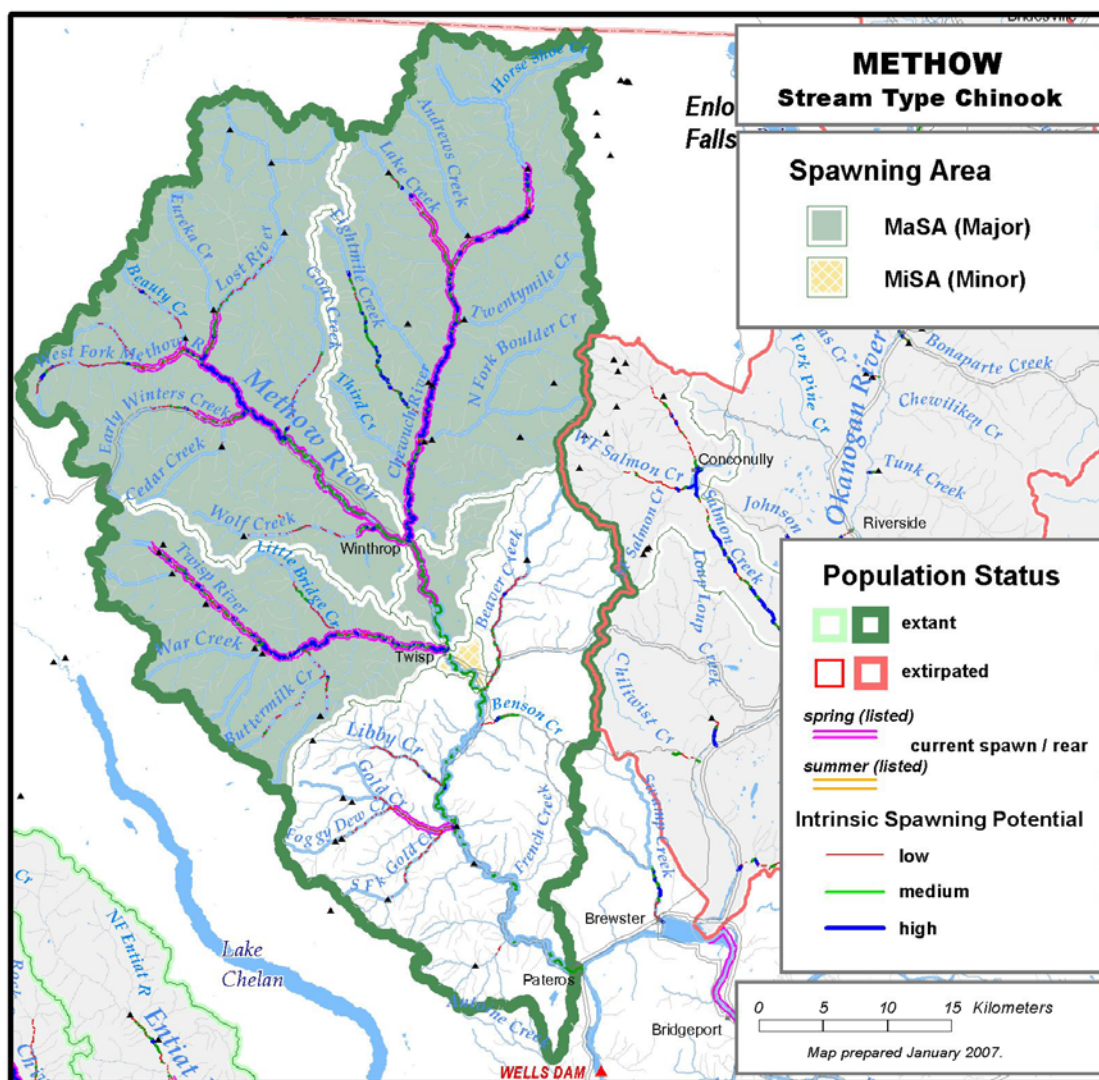 METHOW
Stream Type Chinook
Enlo
Falls
Spawning Area
MaSA (Major)
MiSA (Minor)
Horse Shoe Cr
Andrews Creek
Lake Creek
Eightmile Creek
Goat Creek
Eureka Cr
Lost River
Beauty Cr
West Fork Methow R
Twentymile Cr
N Fork Boulder Cr
Methow River
Third Cr
Chewuch River
Early Winters Creek
Cedar Creek
Wolf Creek
Winthrop
Little Bridge Cr
Beaver Creek
Twisp River
War Creek
Twisp
Buttermilk Cr
Benson Cr
Libby Cr
Gold Cr
Foggy Dew Cr
S Fk Gold Cr
French Creek
Pateros
Antoine Creek
Fork Pine Cr
Okanogan River
Bonaparte Creek
Chewiliken Cr
Tunk Creek
WF Salmon Cr
Conconully
Salmon Cr
Salmon Creek
Johnson
Riverside
Loup Loup
Creek
Chiliwist Cr
Swamp Creek
Brewster
Bridgeport
WELLS DAM
Lake
Chelan
Cr
NF Entiat R
Entiat
Population Status
extant
extirpated
spring (listed)
current spawn / rear
summer (listed)
Intrinsic Spawning Potential
low
medium
high
0 5 10 15 Kilometers
Map prepared January 2007.